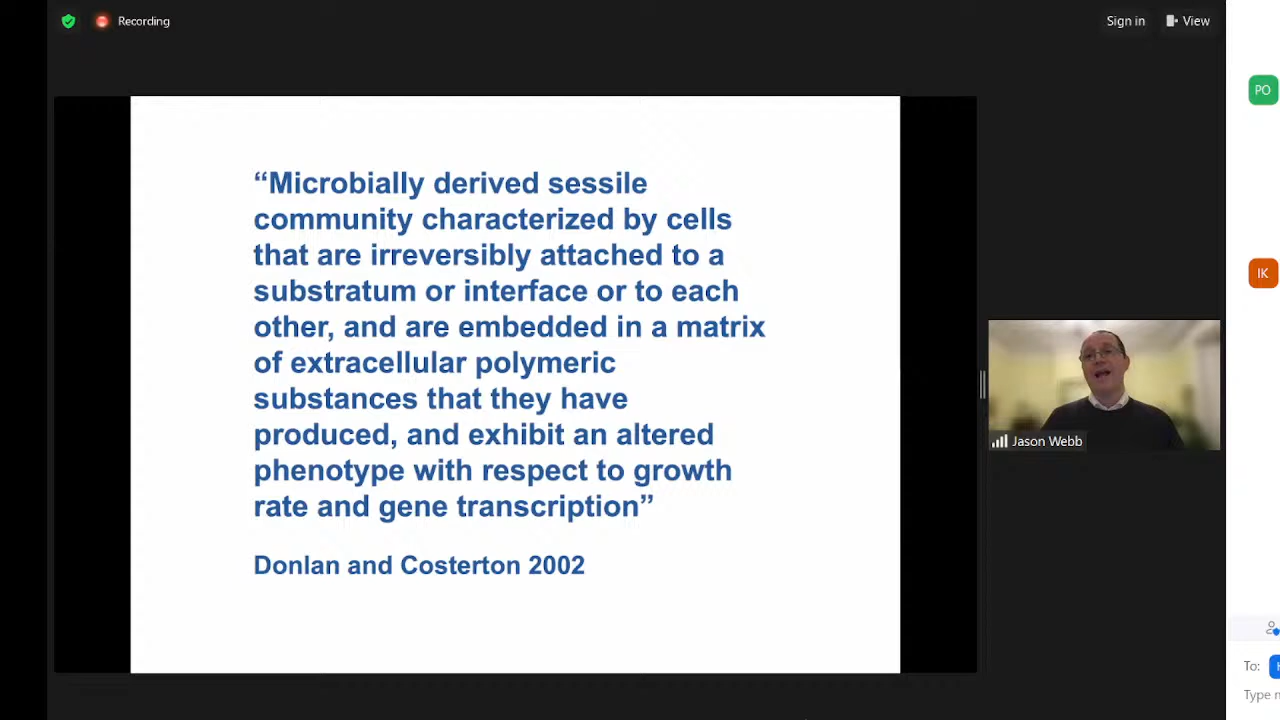 Recording
Sign in
View
PO
“Microbially derived sessile
community characterized by cells
that are irreversibly attached to a
substratum or interface or to each
other, and are embedded in a matrix
of extracellular polymeric
substances that they have
produced, and exhibit an altered
phenotype with respect to growth
rate and gene transcription”
Donlan and Costerton 2002
IK
Jason Webb
To:
Type